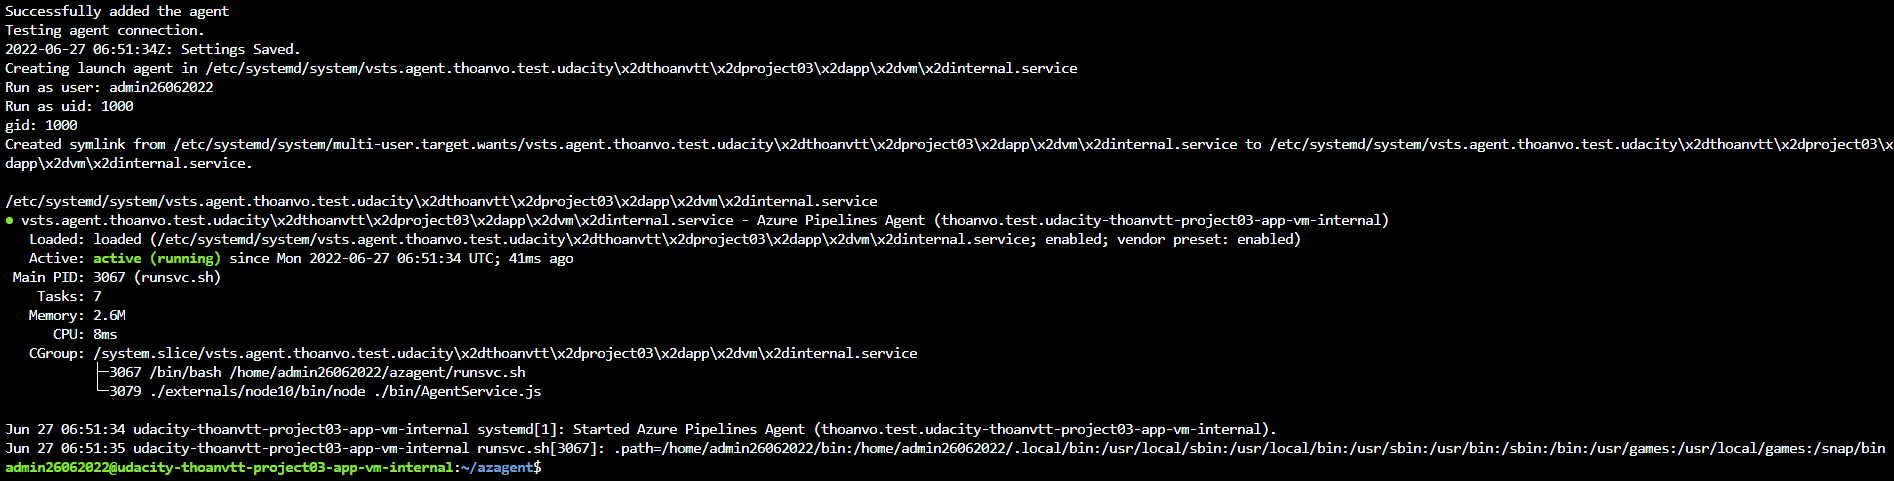 Successfully added the agent
Testing agent connection.
2022-06-27 06:51:34Z: Settings Saved.
Creating launch agent in /etc/systemd/system/vsts.agent.thoanvo.test.udacity\x2dthoanvtt\x2dproject03\x2dapp\x2dvm\x2dinternal.service
Run as user: admin26062022
Run as uid: 1000
gid: 1000
Created symlink from /etc/systemd/system/multi-user.target.wants/vsts.agent.thoanvo.test.udacity\x2dthoanvtt\x2dproject03\x2dapp\x2dvm\x2dinternal.service to /etc/systemd/system/vsts.agent.thoanvo.test.udacity\x2dthoanvtt\x2dproject03\x2
dapp\x2dvm\x2dinternal.service.
/etc/systemd/system/vsts.agent.thoanvo.test.udacity\x2dthoanvtt\x2dproject03\x2dapp\x2dvm\x2dinternal.service
● vsts.agent.thoanvo.test.udacity\x2dthoanvtt\x2dproject03\x2dapp\x2dvm\x2dinternal.service - Azure Pipelines Agent (thoanvo.test.udacity-thoanvtt-project03-app-vm-internal)
Loaded: loaded (/etc/systemd/system/vsts.agent.thoanvo.test.udacity\x2dthoanvtt\x2dproject03\x2dapp\x2dvm\x2dinternal.service; enabled; vendor preset: enabled)
Active: active (running) since Mon 2022-06-27 06:51:34 UTC; 41ms ago
Main PID: 3067 (runsvc.sh)
Tasks: 7
Memory: 2.6M
CPU: 8ms
CGroup: /system.slice/vsts.agent.thoanvo.test.udacity\x2dthoanvtt\x2dproject03\x2dapp\x2dvm\x2dinternal.service
├─3067 /bin/bash /home/admin26062022/azagent/runsvc.sh
└─3079 ./externals/node10/bin/node ./bin/AgentService.js
Jun 27 06:51:34 udacity-thoanvtt-project03-app-vm-internal systemd[1]: Started Azure Pipelines Agent (thoanvo.test.udacity-thoanvtt-project03-app-vm-internal).
Jun 27 06:51:35 udacity-thoanvtt-project03-app-vm-internal runsvc.sh[3067]: .path=/home/admin26062022/bin:/home/admin26062022/.local/bin:/usr/local/sbin:/usr/local/bin:/usr/sbin:/usr/bin:/sbin:/bin:/usr/games:/usr/local/games:/snap/bin
admin26062022@udacity-thoanvtt-project03-app-vm-internal:~/azagent$